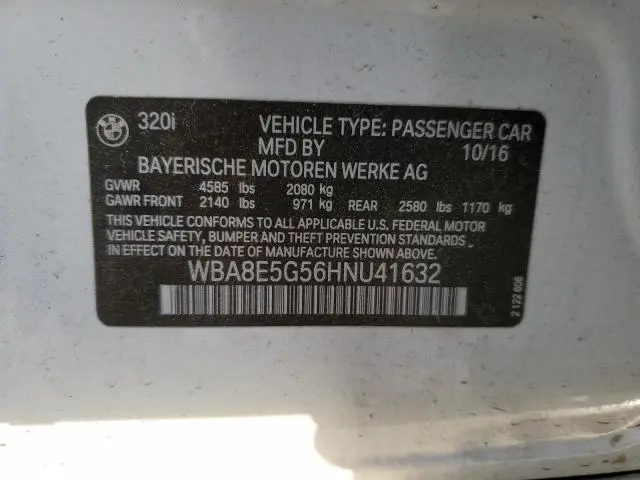 BMW
320i VEHICLE TYPE: PASSENGER CAR
MFD BY 10/16
BAYERISCHE MOTOREN WERKE AG
GVWR 4585 lbs 2080 kg
GAWR FRONT 2140 lbs 971 kg REAR 2580 lbs 1170 kg
THIS VEHICLE CONFORMS TO ALL APPLICABLE U.S. FEDERAL MOTOR
VEHICLE SAFETY, BUMPER AND THEFT PREVENTION STANDARDS
IN EFFECT ON THE DATE OF MANUFACTURE SHOWN ABOVE.
WBA8E5G56HNU41632
2 122 606